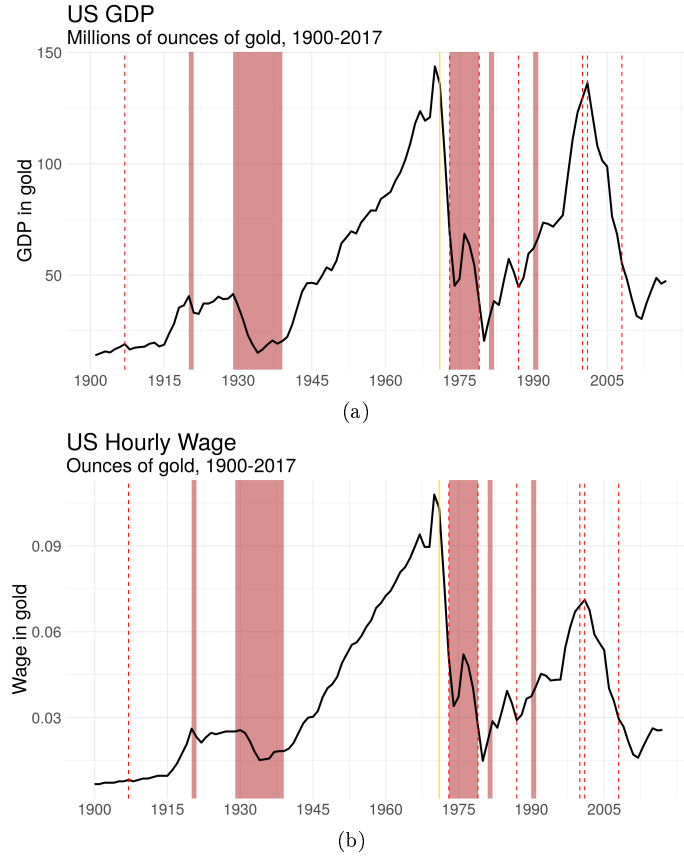 US GDP
Millions of ounces of gold, 1900-2017
150
100
50
GDP in gold
1900 1915 1930 1945 1960 1975 1990 2005
(a)
US Hourly Wage
Ounces of gold, 1900-2017
0.09
0.06
0.03
Wage in gold
1900 1915 1930 1945 1960 1975 1990 2005
(b)